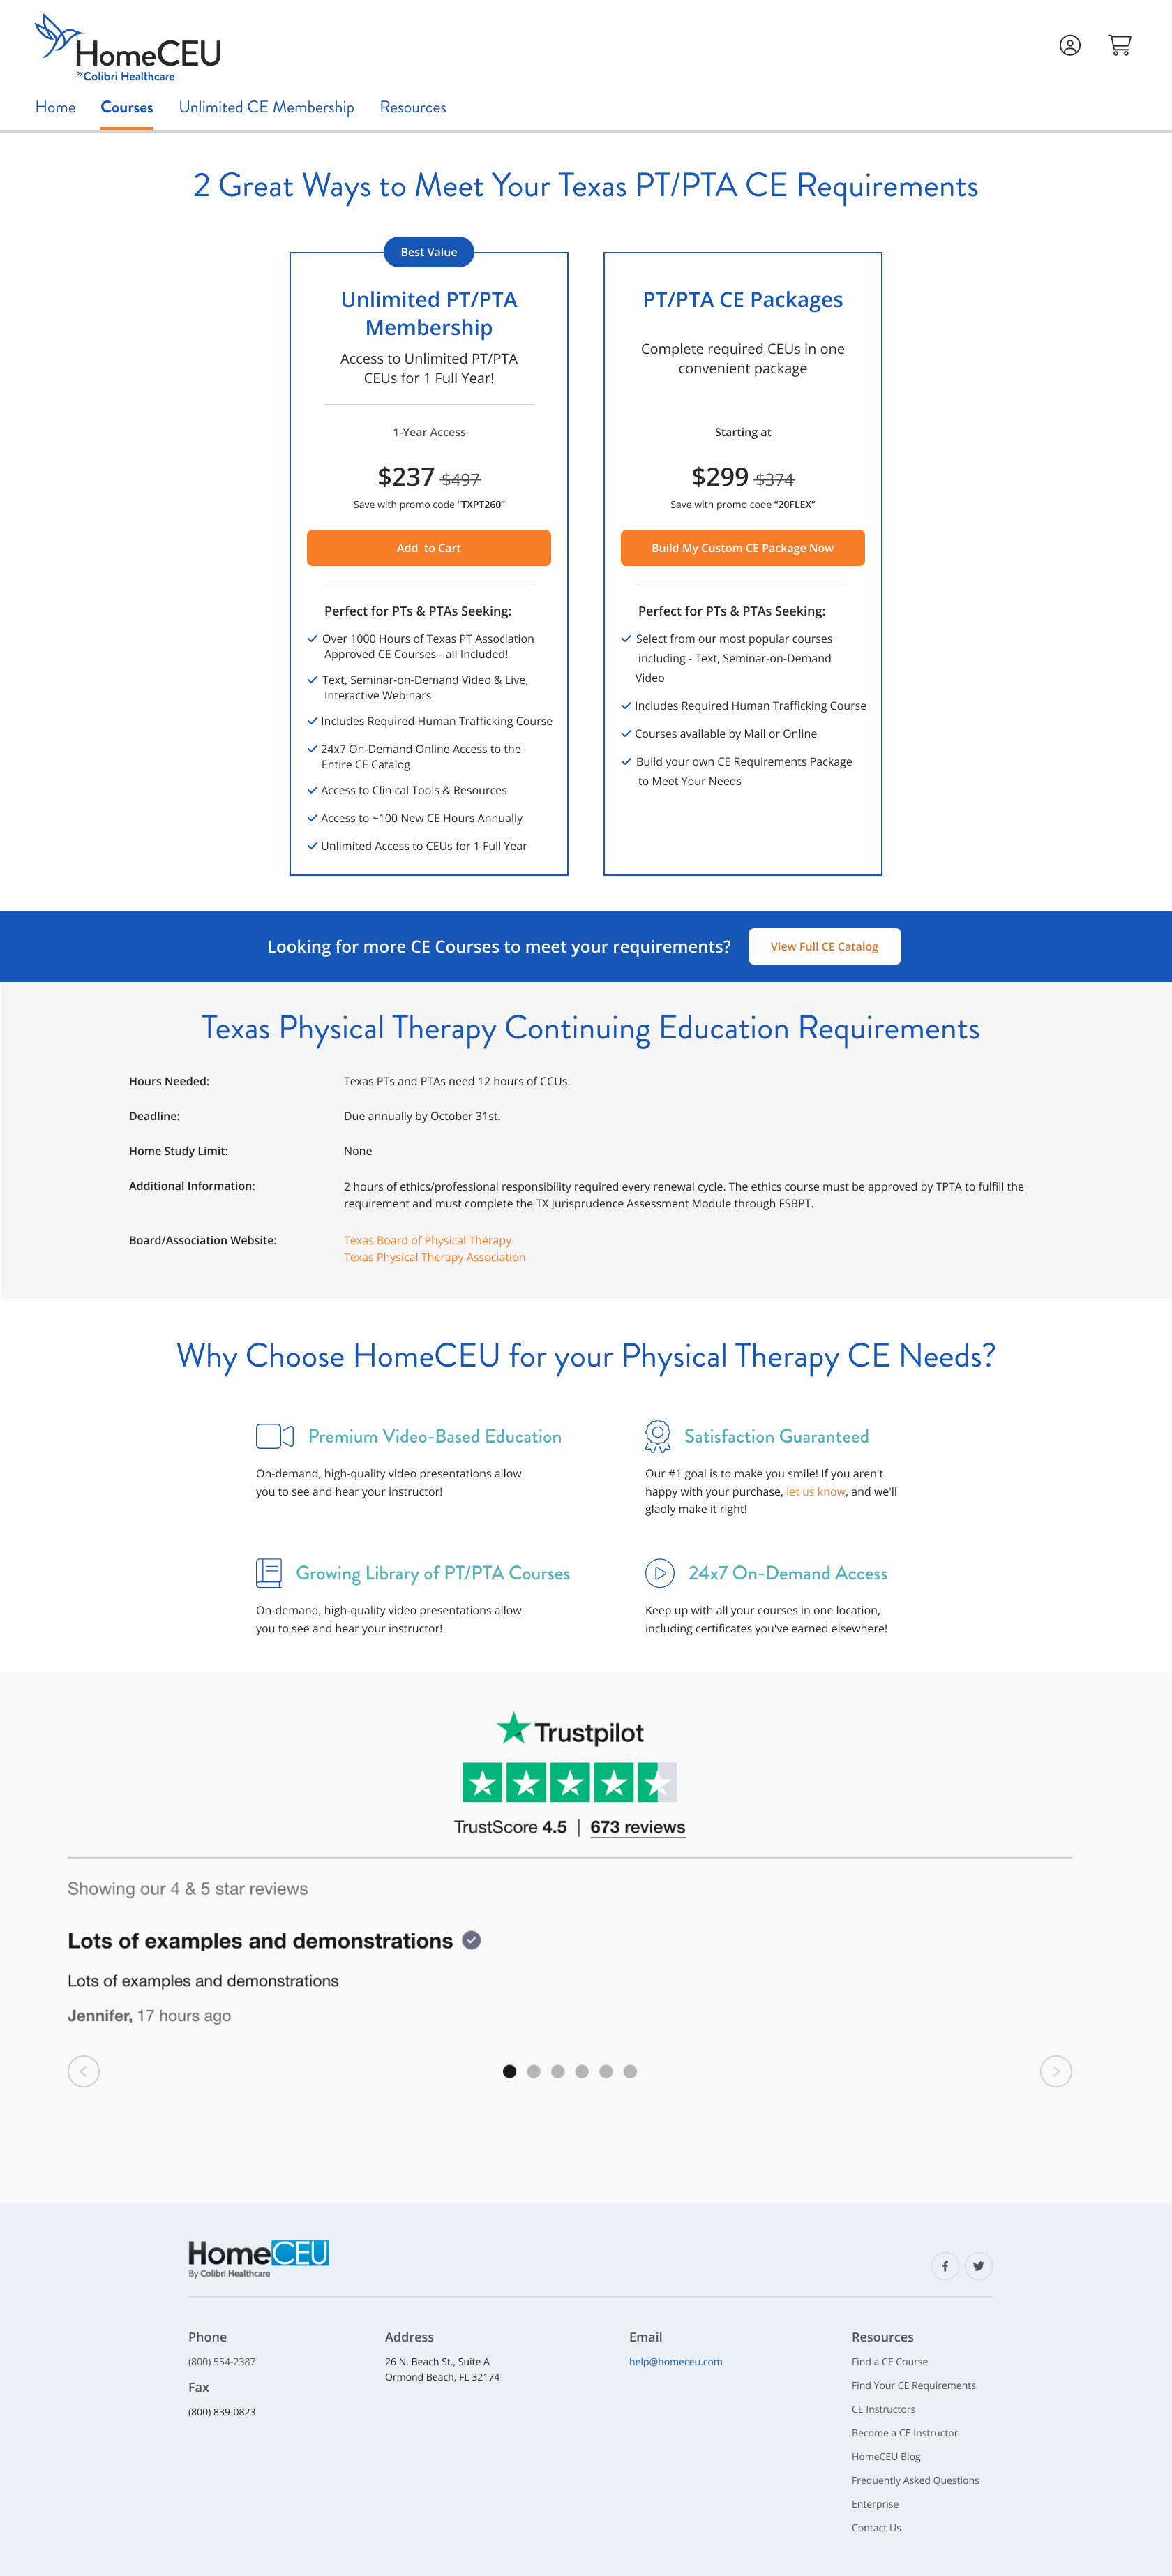 HomeCEU
by Colibri Healthcare
Home Courses Unlimited CE Membership Resources
2 Great Ways to Meet Your Texas PT/PTA CE Requirements
Best Value
Unlimited PT/PTA
Membership
Access to Unlimited PT/PTA
CEUs for 1 Full Year!
1-Year Access
$237 $497
Save with promo code "TXPT260"
Add to Cart
Perfect for PTs & PTAs Seeking:
Over 1000 Hours of Texas PT Association
Approved CE Courses - all Included!
Text, Seminar-on-Demand Video & Live,
Interactive Webinars
Includes Required Human Trafficking Course
24x7 On-Demand Online Access to the
Entire CE Catalog
Access to Clinical Tools & Resources
Access to ~100 New CE Hours Annually
Unlimited Access to CEUs for 1 Full Year
PT/PTA CE Packages
Complete required CEUs in one
convenient package
Starting at
$299 $374
Save with promo code "20FLEX"
Build My Custom CE Package Now
Perfect for PTs & PTAs Seeking:
Select from our most popular courses
including - Text, Seminar-on-Demand
Video
Includes Required Human Trafficking Course
Courses available by Mail or Online
Build your own CE Requirements Package
to Meet Your Needs
Looking for more CE Courses to meet your requirements?
View Full CE Catalog
Texas Physical Therapy Continuing Education Requirements
Hours Needed: Texas PTs and PTAs need 12 hours of CCUs.
Deadline: Due annually by October 31st.
Home Study Limit: None
Additional Information: 2 hours of ethics/professional responsibility required every renewal cycle. The ethics course must be approved by TPTA to fulfill the
requirement and must complete the TX Jurisprudence Assessment Module through FSBPT.
Board/Association Website: Texas Board of Physical Therapy
Texas Physical Therapy Association
Why Choose HomeCEU for your Physical Therapy CE Needs?
Premium Video-Based Education
On-demand, high-quality video presentations allow
you to see and hear your instructor!
Satisfaction Guaranteed
Our #1 goal is to make you smile! If you aren't
happy with your purchase, let us know, and we'll
gladly make it right!
Growing Library of PT/PTA Courses
On-demand, high-quality video presentations allow
you to see and hear your instructor!
24x7 On-Demand Access
Keep up with all your courses in one location,
including certificates you've earned elsewhere!
Trustpilot
TrustScore 4.5 | 673 reviews
Showing our 4 & 5 star reviews
Lots of examples and demonstrations
Lots of examples and demonstrations
Jennifer, 17 hours ago
HomeCEU
By Colibri Healthcare
Phone
(800) 554-2387
Fax
(800) 839-0823
Address
26 N. Beach St., Suite A
Ormond Beach, FL 32174
Email
help@homeceu.com
Resources
Find a CE Course
Find Your CE Requirements
CE Instructors
Become a CE Instructor
HomeCEU Blog
Frequently Asked Questions
Enterprise
Contact Us